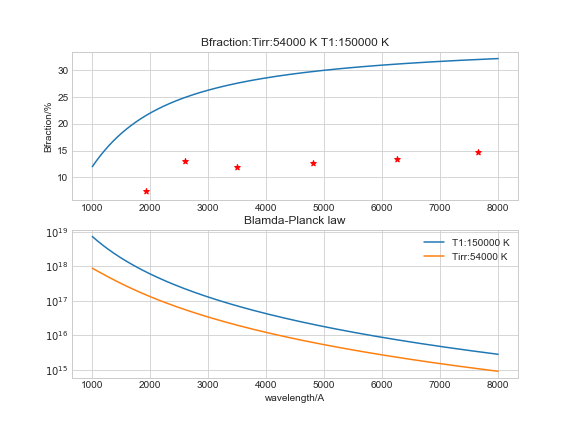 Bfraction:Tirr:54000 K T1:150000 K
Bfraction/%
30
25
20
15
10
1000 2000 3000 4000 5000 6000 7000 8000
Blamda-Planck law
10^19
10^18
10^17
10^16
10^15
T1:150000 K
Tirr:54000 K
1000 2000 3000 4000 5000 6000 7000 8000
wavelength/A